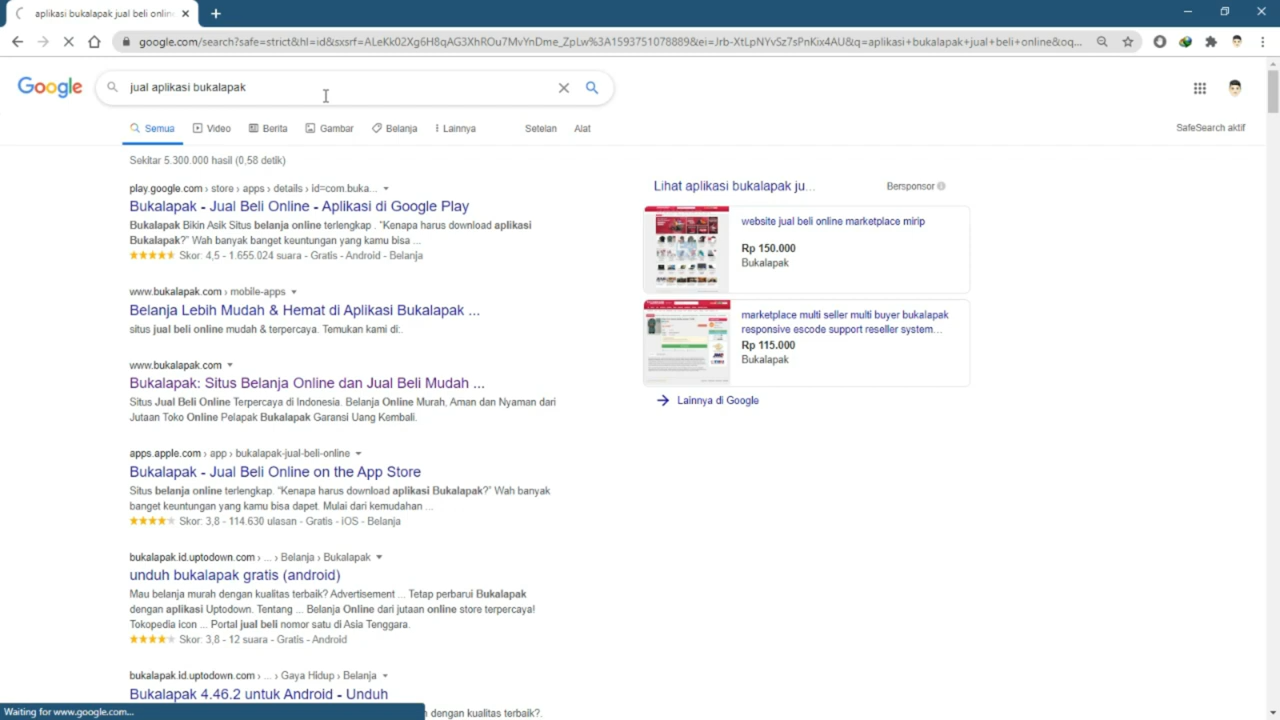 aplikasi bukalapak jual beli onlin
google.com/search?safe=strict&hl=id&sxsrf=ALeKk02Xg6H8qAG3XhROu7MvYnDme_ZpLw%3A1593751078889&ei=Jrb-XtLpNYvSz7sPnKix4AU&q=aplikasi+bukalapak+jual+beli+online&oq...
Google
jual aplikasi bukalapak
Semua
Video
Berita
Gambar
Belanja
Lainnya
Setelan
Alat
SafeSearch aktif
Sekitar 5.300.000 hasil (0,58 detik)
play.google.com › store › apps › details › id=com.buka...
Bukalapak - Jual Beli Online - Aplikasi di Google Play
Bukalapak Bikin Asik Situs belanja online terlengkap . “Kenapa harus download aplikasi
Bukalapak?” Wah banyak banget keuntungan yang kamu bisa ...
Skor: 4,5 - 1.655.024 suara - Gratis - Android - Belanja
www.bukalapak.com › mobile-apps
Belanja Lebih Mudah & Hemat di Aplikasi Bukalapak ...
situs jual beli online mudah & terpercaya. Temukan kami di:.
www.bukalapak.com
Bukalapak: Situs Belanja Online dan Jual Beli Mudah ...
Situs Jual Beli Online Terpercaya di Indonesia. Belanja Online Murah, Aman dan Nyaman dari
Jutaan Toko Online Pelapak Bukalapak Garansi Uang Kembali.
apps.apple.com › app › bukalapak-jual-beli-online
Bukalapak - Jual Beli Online on the App Store
Situs belanja online terlengkap. “Kenapa harus download aplikasi Bukalapak?” Wah banyak
banget keuntungan yang kamu bisa dapet. Mulai dari kemudahan ...
Skor: 3,8 - 114.630 ulasan - Gratis - iOS - Belanja
bukalapak.id.uptodown.com › ... › Belanja › Bukalapak
unduh bukalapak gratis (android)
Mau belanja murah dengan kualitas terbaik? Advertisement ... Tetap perbarui Bukalapak
dengan aplikasi Uptodown. Tentang ... Belanja Online dari jutaan online store terpercaya!
Tokopedia icon ... Portal jual beli nomor satu di Asia Tenggara.
Skor: 3,8 - 12 suara - Gratis - Android
bukalapak.id.uptodown.com › ... › Gaya Hidup › Belanja
Bukalapak 4.46.2 untuk Android - Unduh
dengan kualitas terbaik?.
Lihat aplikasi bukalapak ju...
Bersponsor
website jual beli online marketplace mirip
Rp 150.000
Bukalapak
marketplace multi seller multi buyer bukalapak
responsive escode support reseller system...
Rp 115.000
Bukalapak
Lainnya di Google
Waiting for www.google.com...